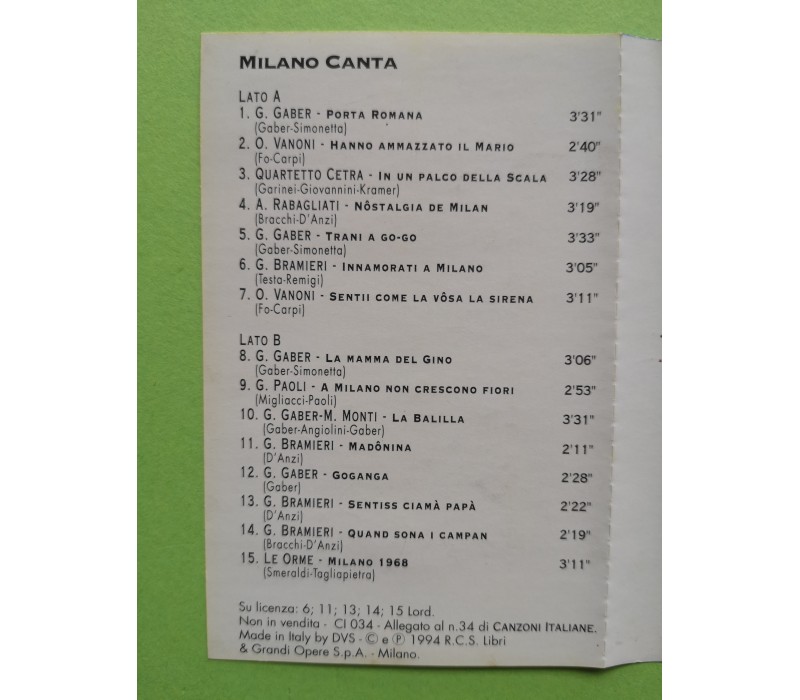 MILANO CANTA
LATO A
1. G. GABER - PORTA ROMANA 3'31"
(Gaber-Simonetta)
2. O. VANONI - HANNO AMMAZZATO IL MARIO 2'40"
(Fo-Carpi)
3. QUARTETTO CETRA - IN UN PALCO DELLA SCALA 3'28"
(Garinei-Giovannini-Kramer)
4. A. RABAGLIATI - NÔSTALGIA DE MILAN 3'19"
(Bracchi-D'Anzi)
5. G. GABER - TRANI A GO-GO 3'33"
(Gaber-Simonetta)
6. G. BRAMIERI - INNAMORATI A MILANO 3'05"
(Testa-Remigi)
7. O. VANONI - SENTII COME LA VÔSA LA SIRENA 3'11"
(Fo-Carpi)
LATO B
8. G. GABER - LA MAMMA DEL GINO 3'06"
(Gaber-Simonetta)
9. G. PAOLI - A MILANO NON CRESCONO FIORI 2'53"
(Migliacci-Paoli)
10. G. GABER-M. MONTI - LA BALILLA 3'31"
(Gaber-Angiolini-Gaber)
11. G. BRAMIERI - MADÔNINA 2'11"
(D'Anzi)
12. G. GABER - GOGANGA 2'28"
(Gaber)
13. G. BRAMIERI - SENTISS CIAMÀ PAPÀ 2'22"
(D'Anzi)
14. G. BRAMIERI - QUAND SONA I CAMPAN 2'19"
(Bracchi-D'Anzi)
15. LE ORME - MILANO 1968 3'11"
(Smeraldi-Tagliapietra)
Su licenza: 6; 11; 13; 14; 15 Lord.
Non in vendita - CI 034 - Allegato al n.34 di CANZONI ITALIANE.
Made in Italy by DVS - © e ℗ 1994 R.C.S. Libri
& Grandi Opere S.p.A. - Milano.